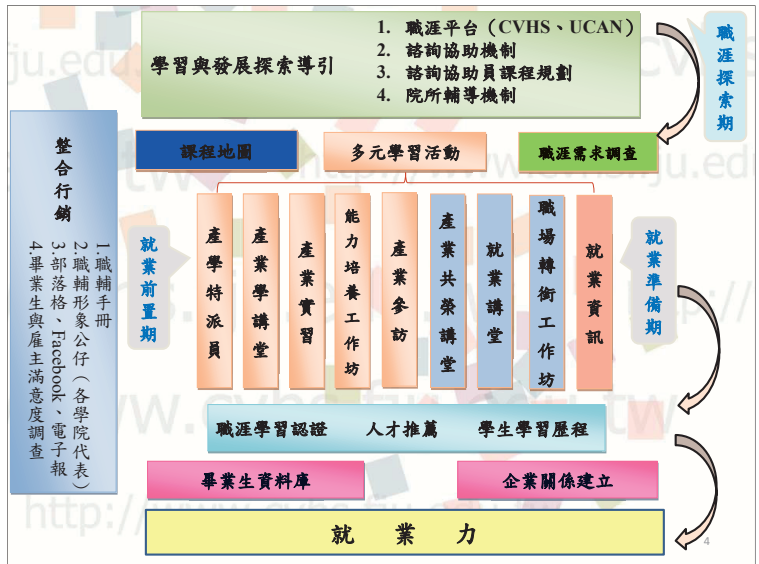 學習與發展探索導引
1. 職涯平台（CVHS、UCAN）
2. 諮詢協助機制
3. 諮詢協助員課程規劃
4. 院所輔導機制
職涯探索期
整合行銷
1.職輔手冊
2.職輔形象公仔（各學院代表）
3.部落格、Facebook、電子報
4.畢業生與雇主滿意度調查
課程地圖
多元學習活動
職涯需求調查
就業前置期
產學特派員
產業學講堂
產業實習
能力培養工作坊
產業參訪
產業共榮講堂
就業講堂
職場轉銜工作坊
就業資訊
就業準備期
職涯學習認證 人才推薦 學生學習歷程
畢業生資料庫
企業關係建立
就業力
4